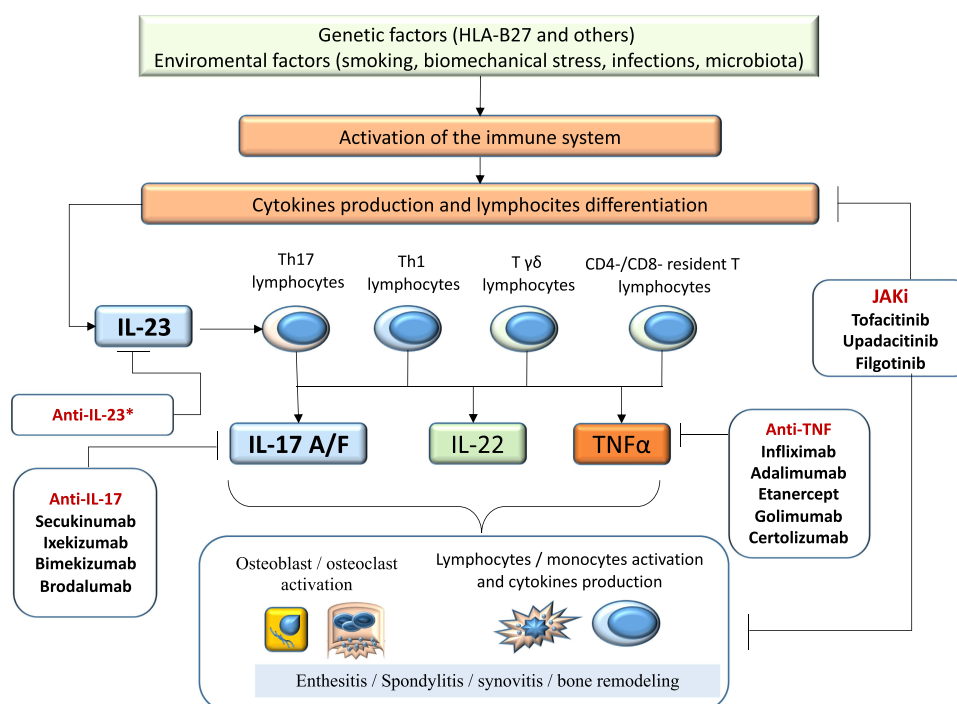 Genetic factors (HLA-B27 and others)
Enviromental factors (smoking, biomechanical stress, infections, microbiota)
Activation of the immune system
Cytokines production and lymphocites differentiation
Th17
lymphocytes
Th1
lymphocytes
T γδ
lymphocytes
CD4-/CD8- resident T
lymphocytes
IL-23
JAKi
Tofacitinib
Upadacitinib
Filgotinib
Anti-IL-23*
IL-17 A/F
IL-22
TNFα
Anti-TNF
Infliximab
Adalimumab
Etanercept
Golimumab
Certolizumab
Anti-IL-17
Secukinumab
Ixekizumab
Bimekizumab
Brodalumab
Osteoblast / osteoclast
activation
Lymphocytes / monocytes activation
and cytokines production
Enthesitis / Spondylitis / synovitis / bone remodeling